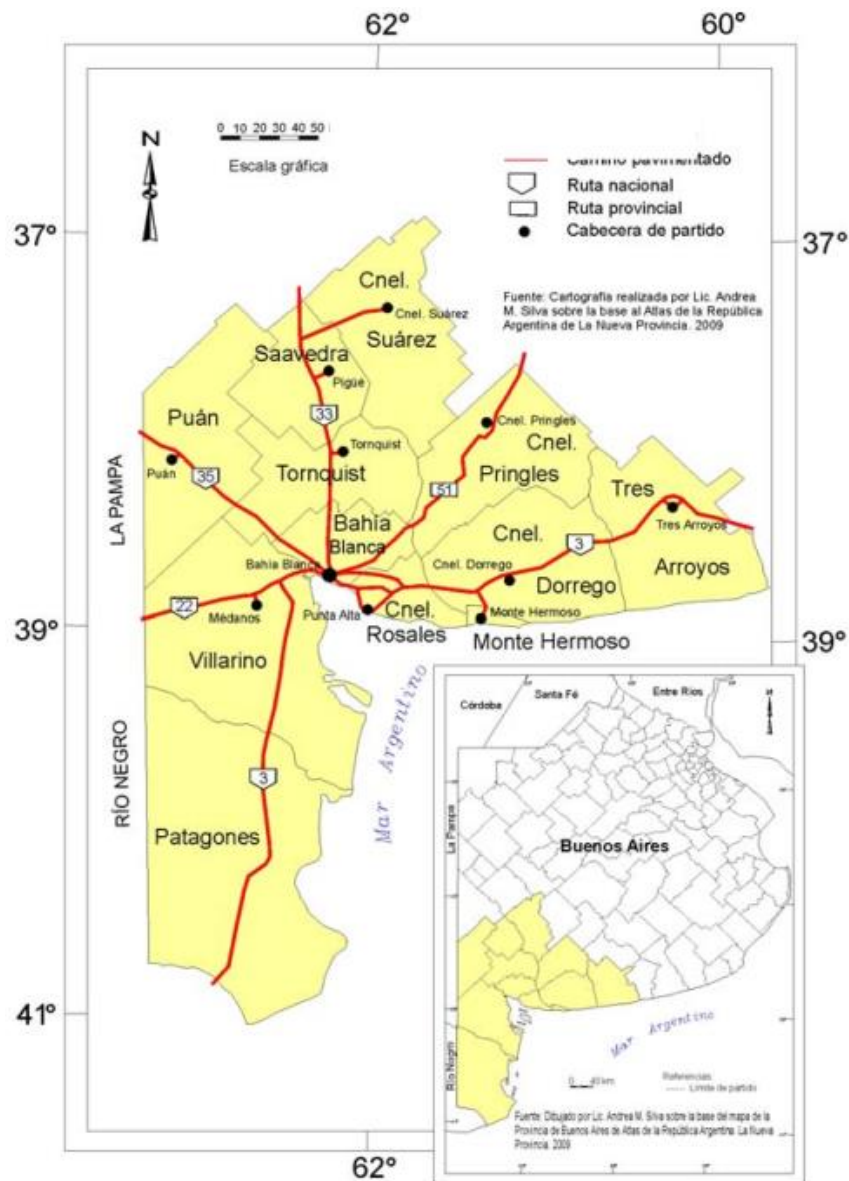 62°
60°
N
0 10 20 30 40 50
Escala gráfica
Camino pavimentado
Ruta nacional
Ruta provincial
Cabecera de partido
37°
37°
Fuente: Cartografía realizada por Lic. Andrea
M. Silva sobre la base al Atlas de la República
Argentina de La Nueva Provincia. 2009
Cnel.
Cnel. Suárez
Suárez
Saavedra
Pigüe
33
Puán
Puán
35
Tornquist
Tornquist
Cnel. Pringles
Cnel.
Pringles
51
LA PAMPA
Bahía
Blanca
Bahía Blanca
Cnel.
Dorrego
Cnel. Dorrego
3
Tres
Tres Arroyos
Arroyos
22
Médanos
Punta Alta
Cnel.
Rosales
Monte Hermoso
Monte Hermoso
39°
39°
Villarino
RÍO NEGRO
3
Mar Argentino
Patagones
41°
62°
Córdoba
Santa Fé
Entre Ríos
La Pampa
Buenos Aires
Río Negro
Mar Argentino
0 40 km
Referencias
Límite de partido
Fuente: Dibujado por Lic. Andrea M. Silva sobre la base del mapa de la
Provincia de Buenos Aires de Atlas de la República Argentina. La Nueva
Provincia. 2009